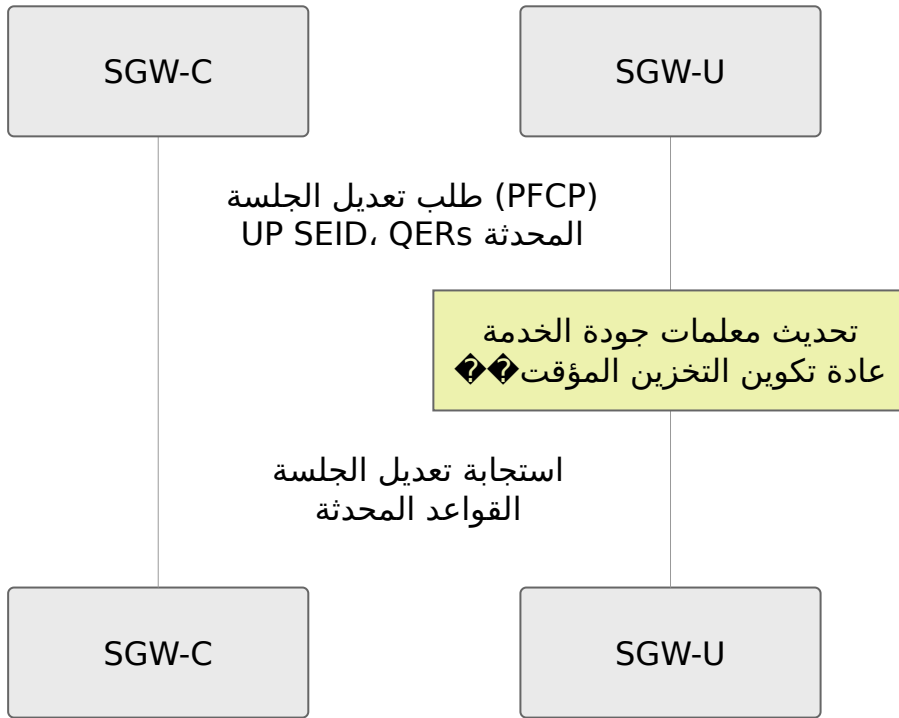 SGW-C
SGW-U
طلب تعديل الجلسة (PFCP)
UP SEID، QERs المحدثة
تحديث معلمات جودة الخدمة
��عادة تكوين التخزين المؤقت
استجابة تعديل الجلسة
القواعد المحدثة
SGW-C
SGW-U